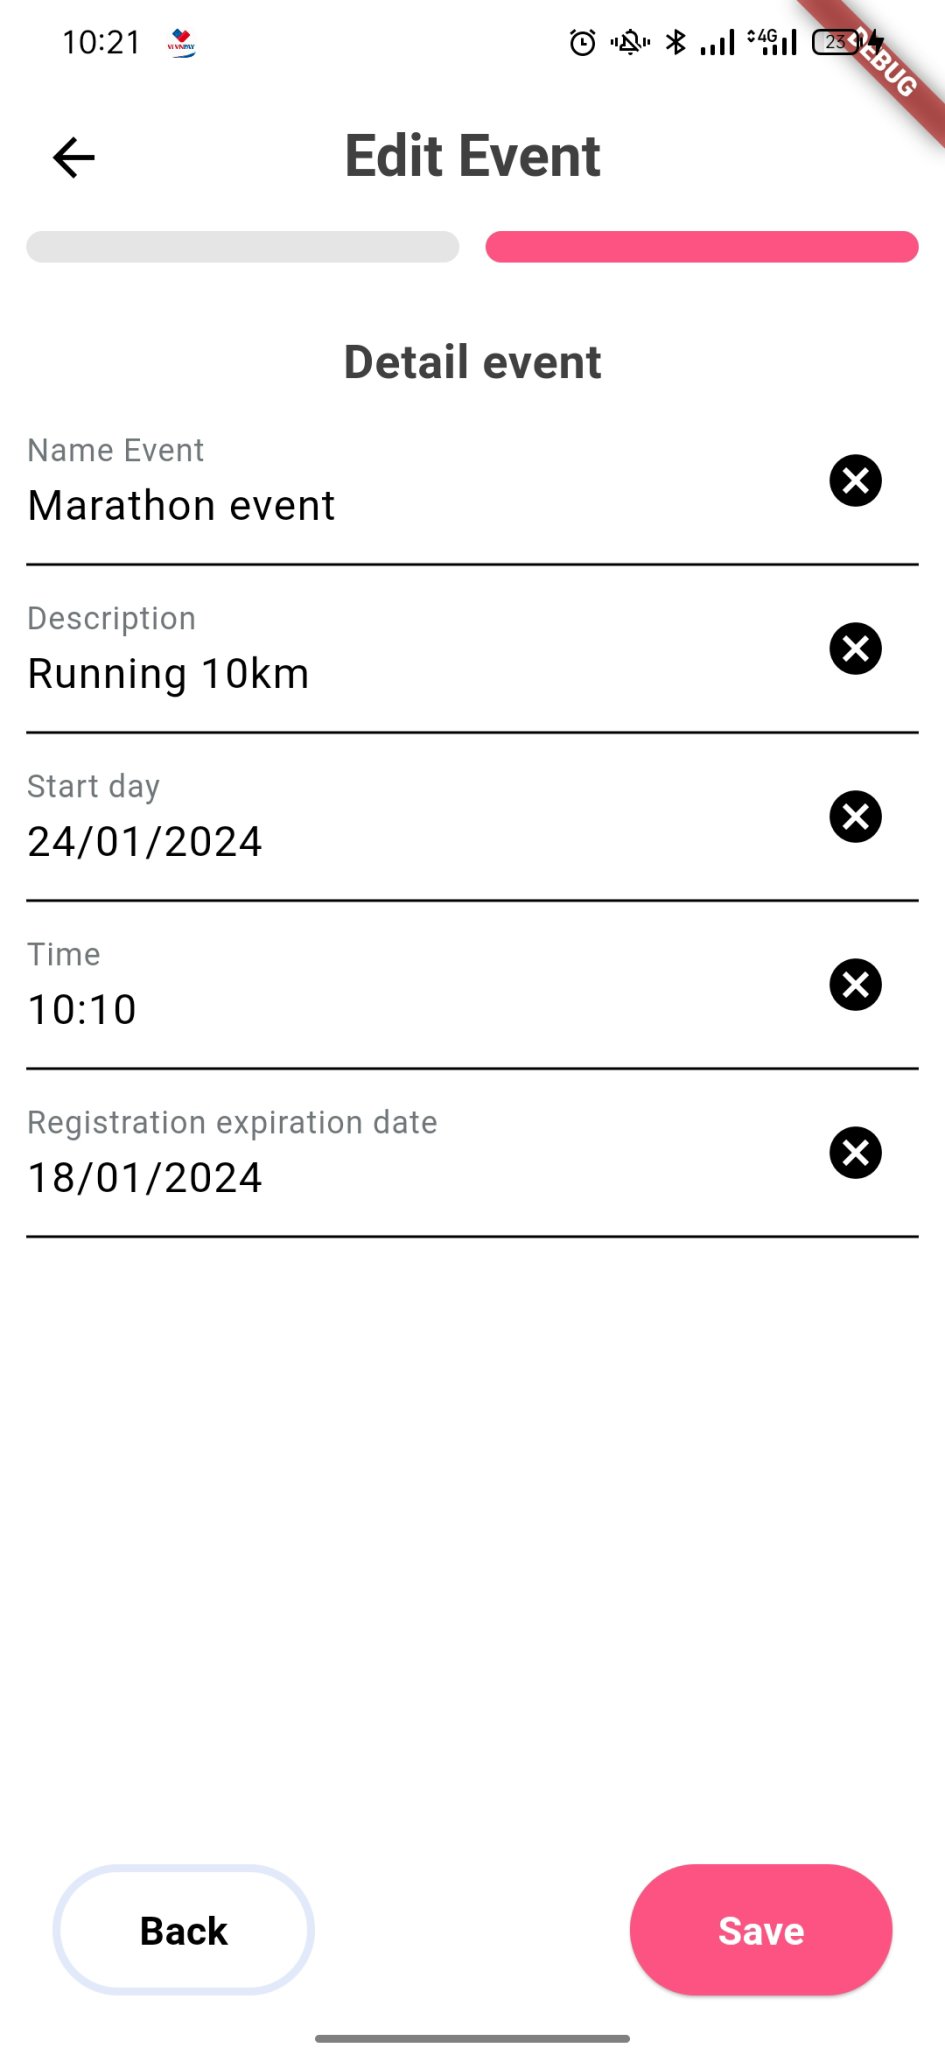 10:21
VNPAY
4G
23
DEBUG
Edit Event
Detail event
Name Event
Marathon event
Description
Running 10km
Start day
24/01/2024
Time
10:10
Registration expiration date
18/01/2024
Back
Save